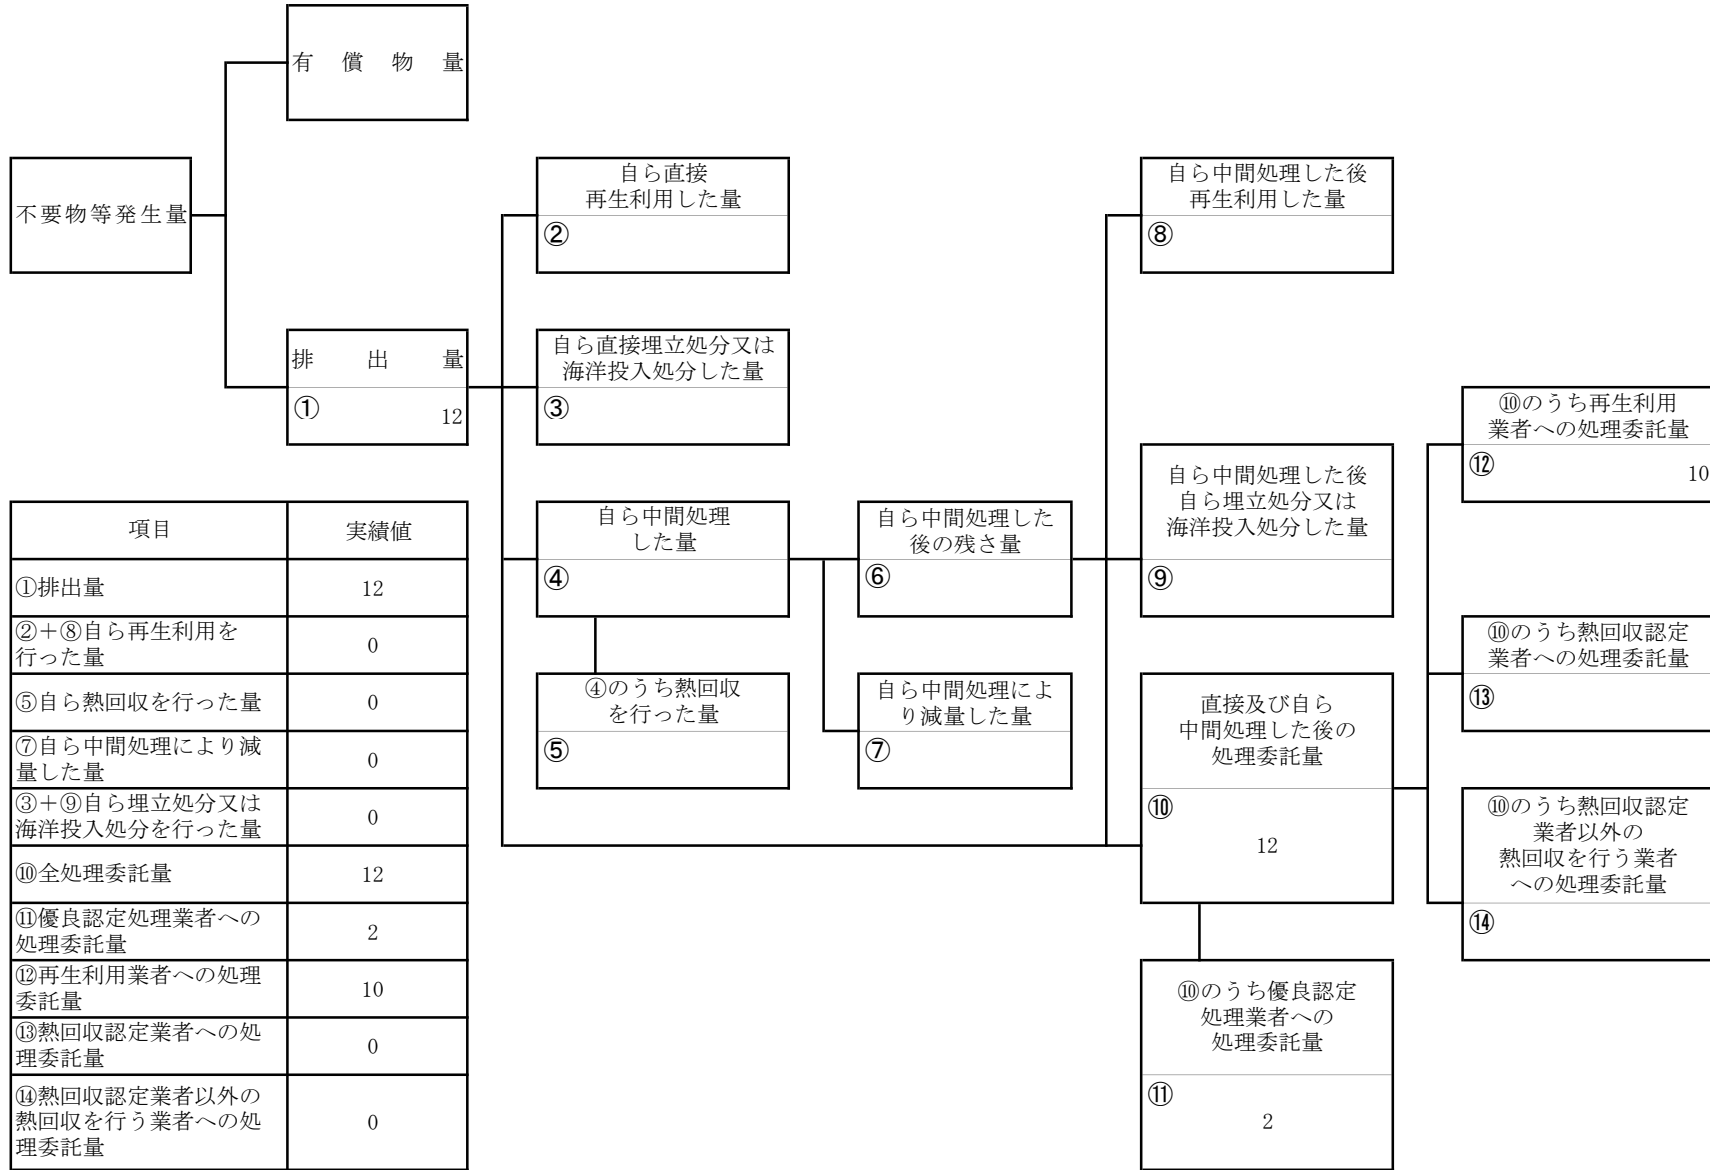 有償物量
不要物等発生量
排出量
①
12
自ら直接
再生利用した量
②
自ら直接埋立処分又は
海洋投入処分した量
③
自ら中間処理
した量
④
④のうち熱回収
を行った量
⑤
自ら中間処理した
後の残さ量
⑥
自ら中間処理によ
り減量した量
⑦
自ら中間処理した後
再生利用した量
⑧
自ら中間処理した後
自ら埋立処分又は
海洋投入処分した量
⑨
直接及び自ら
中間処理した後の
処理委託量
⑩
12
⑩のうち優良認定
処理業者への
処理委託量
⑪
2
⑩のうち再生利用
業者への処理委託量
⑫
10
⑩のうち熱回収認定
業者への処理委託量
⑬
⑩のうち熱回収認定
業者以外の
熱回収を行う業者
への処理委託量
⑭
項目 実績値
①排出量 12
②+⑧自ら再生利用を
行った量 0
⑤自ら熱回収を行った量 0
⑦自ら中間処理により減
量した量 0
③+⑨自ら埋立処分又は
海洋投入処分を行った量 0
⑩全処理委託量 12
⑪優良認定処理業者への
処理委託量 2
⑫再生利用業者への処理
委託量 10
⑬熱回収認定業者への処
理委託量 0
⑭熱回収認定業者以外の
熱回収を行う業者への処
理委託量 0